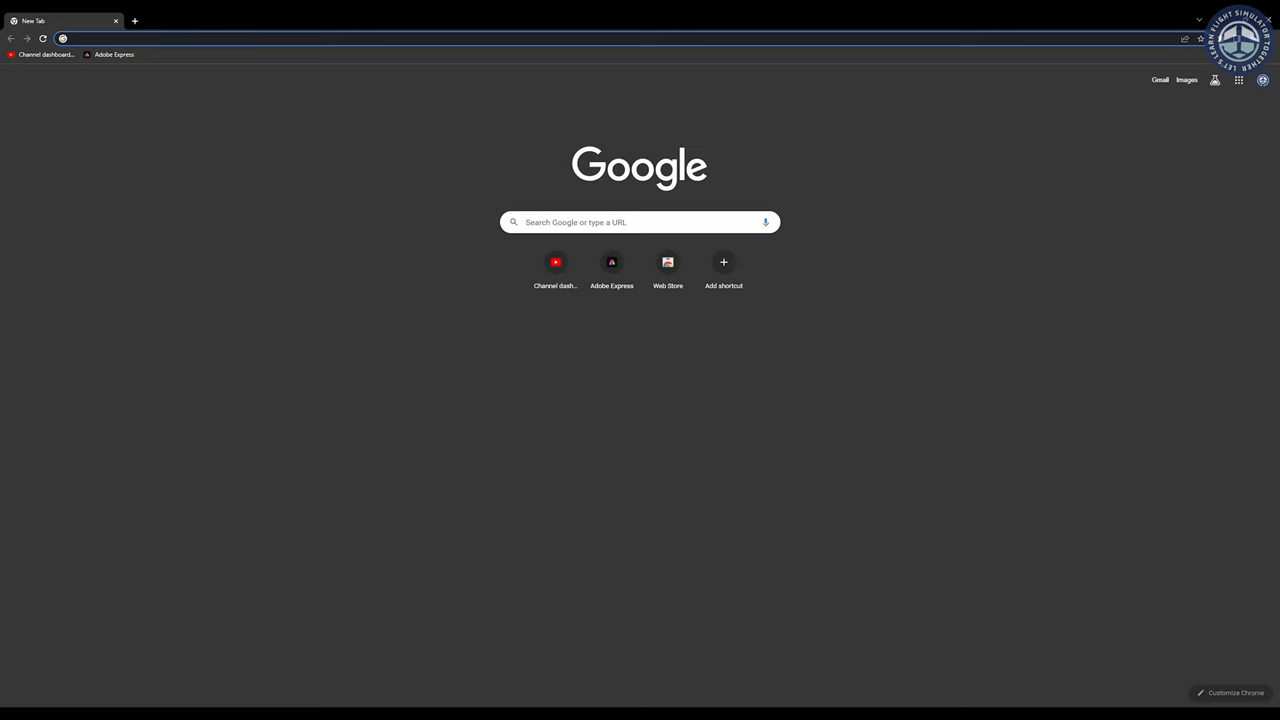 New Tab
Channel dashboard...
Adobe Express
LET'S LEARN FLIGHT SIMULATOR TOGETHER
Gmail
Images
Google
Search Google or type a URL
Channel dash...
Adobe Express
Web Store
Add shortcut
Customize Chrome